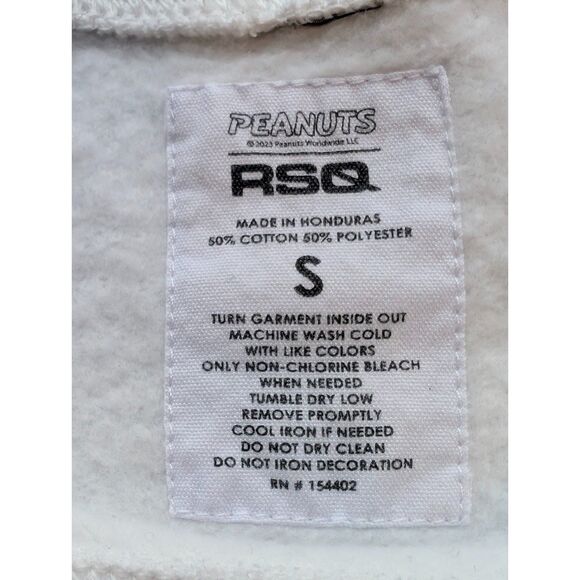 PEANUTS
© 2023 Peanuts Worldwide LLC
RSQ
MADE IN HONDURAS
50% COTTON 50% POLYESTER
S
TURN GARMENT INSIDE OUT
MACHINE WASH COLD
WITH LIKE COLORS
ONLY NON-CHLORINE BLEACH
WHEN NEEDED
TUMBLE DRY LOW
REMOVE PROMPTLY
COOL IRON IF NEEDED
DO NOT DRY CLEAN
DO NOT IRON DECORATION
RN # 154402